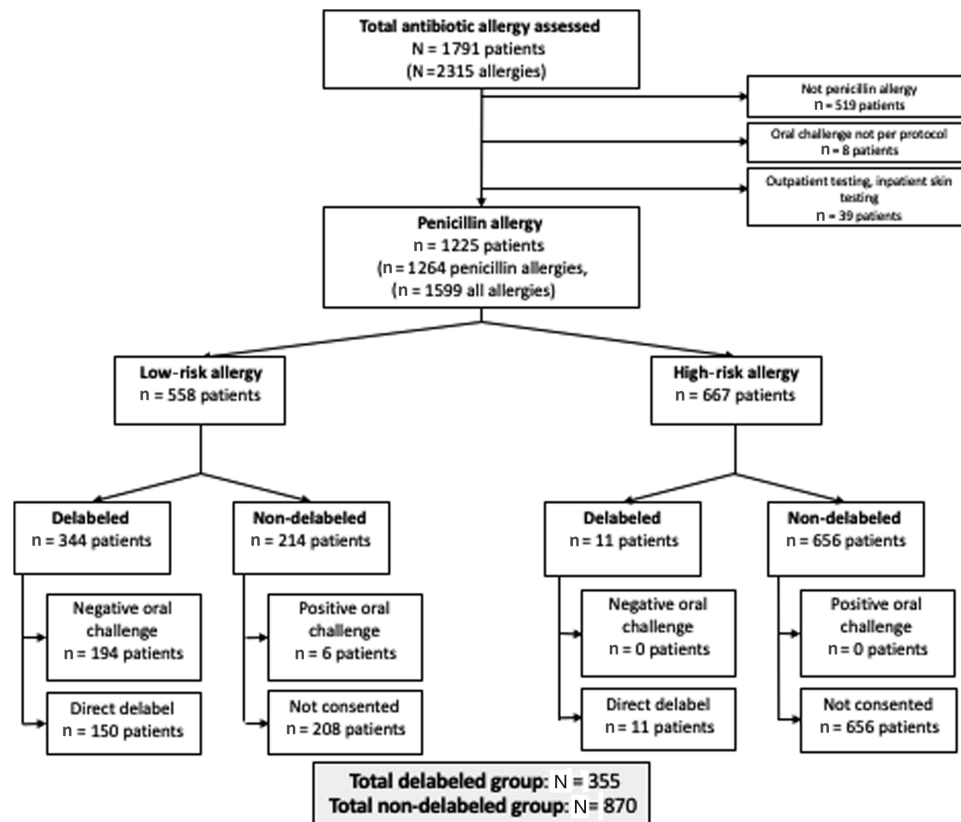 Total antibiotic allergy assessed
N = 1791 patients
(N =2315 allergies)
Not penicillin allergy
n = 519 patients
Oral challenge not per protocol
n = 8 patients
Outpatient testing, inpatient skin
testing
n = 39 patients
Penicillin allergy
n = 1225 patients
(n = 1264 penicillin allergies,
(n = 1599 all allergies)
Low-risk allergy
n = 558 patients
High-risk allergy
n = 667 patients
Delabeled
n = 344 patients
Non-delabeled
n = 214 patients
Delabeled
n = 11 patients
Non-delabeled
n = 656 patients
Negative oral
challenge
n = 194 patients
Positive oral
challenge
n = 6 patients
Negative oral
challenge
n = 0 patients
Positive oral
challenge
n = 0 patients
Direct delabel
n = 150 patients
Not consented
n = 208 patients
Direct delabel
n = 11 patients
Not consented
n = 656 patients
Total delabeled group: N = 355
Total non-delabeled group: N= 870